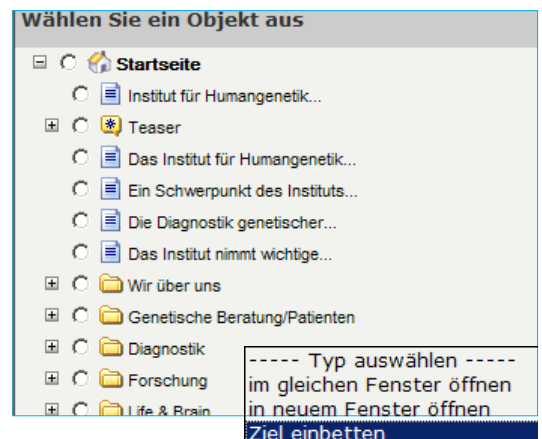 Wählen Sie ein Objekt aus
Startseite
Institut für Humangenetik...
Teaser
Das Institut für Humangenetik...
Ein Schwerpunkt des Instituts...
Die Diagnostik genetischer...
Das Institut nimmt wichtige...
Wir über uns
Genetische Beratung/Patienten
Diagnostik
Forschung
Life & Brain
----- Typ auswählen -----
im gleichen Fenster öffnen
in neuem Fenster öffnen
Ziel einbetten